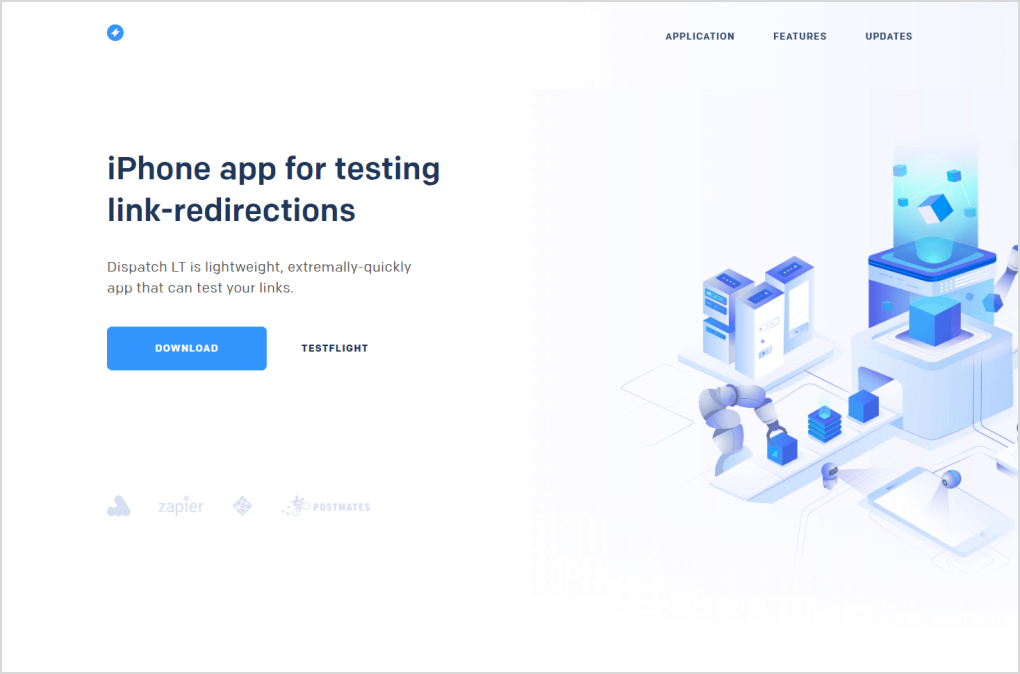 APPLICATION FEATURES UPDATES
iPhone app for testing
link-redirections
Dispatch LT is lightweight, extremally-quickly
app that can test your links.
DOWNLOAD TESTFLIGHT
zapier POSTMATES